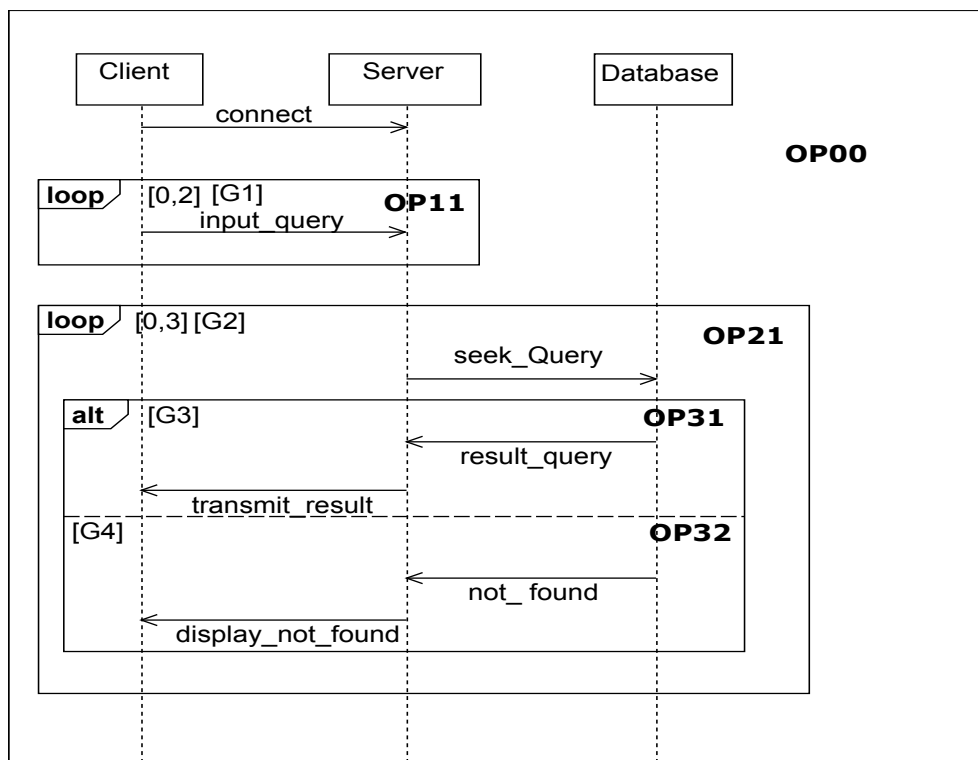 Client Server Database
connect
OP00
loop [0,2] [G1] OP11
input_query
loop [0,3] [G2] OP21
seek_Query
alt [G3] OP31
result_query
transmit_result
[G4] OP32
not_ found
display_not_found